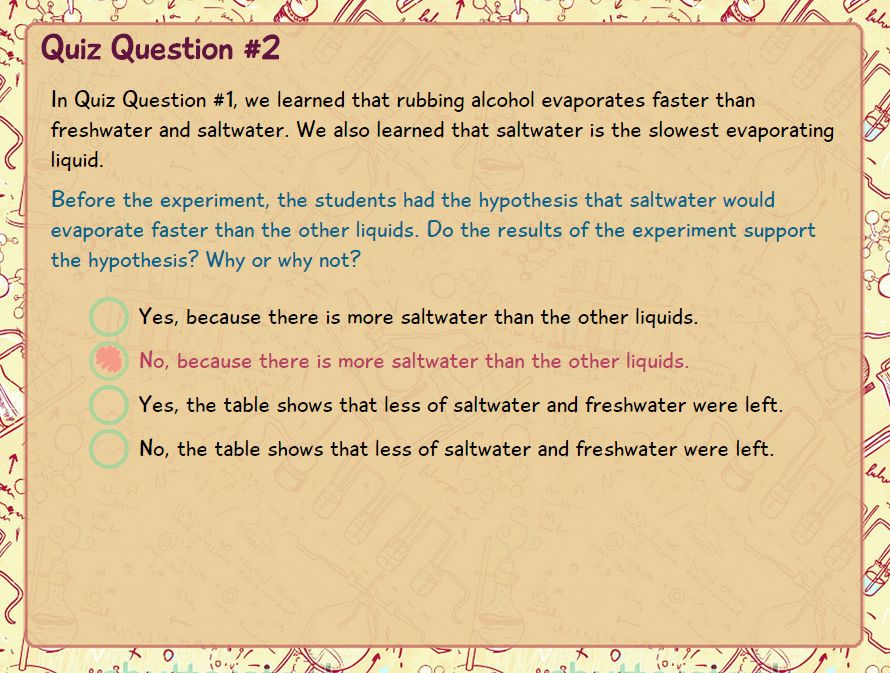 Quiz Question #2
In Quiz Question #1, we learned that rubbing alcohol evaporates faster than
freshwater and saltwater. We also learned that saltwater is the slowest evaporating
liquid.
Before the experiment, the students had the hypothesis that saltwater would
evaporate faster than the other liquids. Do the results of the experiment support
the hypothesis? Why or why not?
Yes, because there is more saltwater than the other liquids.
No, because there is more saltwater than the other liquids.
Yes, the table shows that less of saltwater and freshwater were left.
No, the table shows that less of saltwater and freshwater were left.